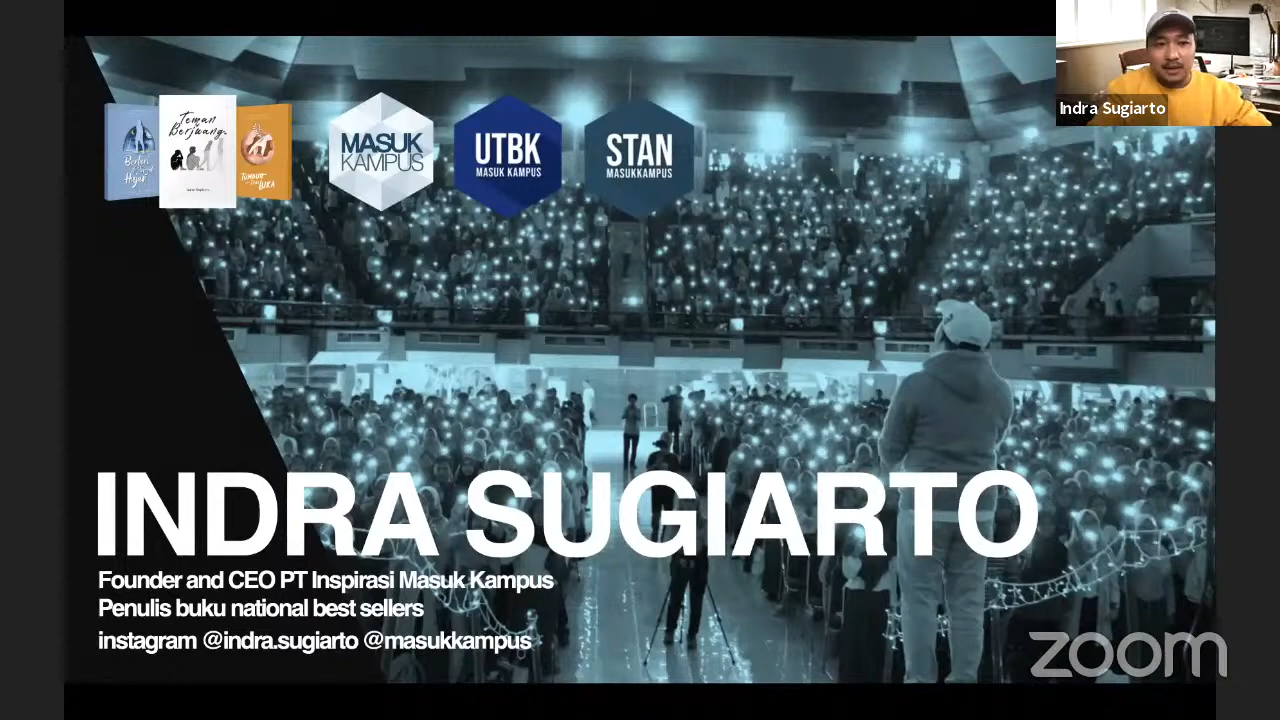 Indra Sugiarto
Teman
Berjuang
MASUK
KAMPUS
UTBK
MASUK KAMPUS
STAN
MASUKKAMPUS
INDRA SUGIARTO
Founder and CEO PT Inspirasi Masuk Kampus
Penulis buku national best sellers
instagram @indra.sugiarto @masukkampus
zoom